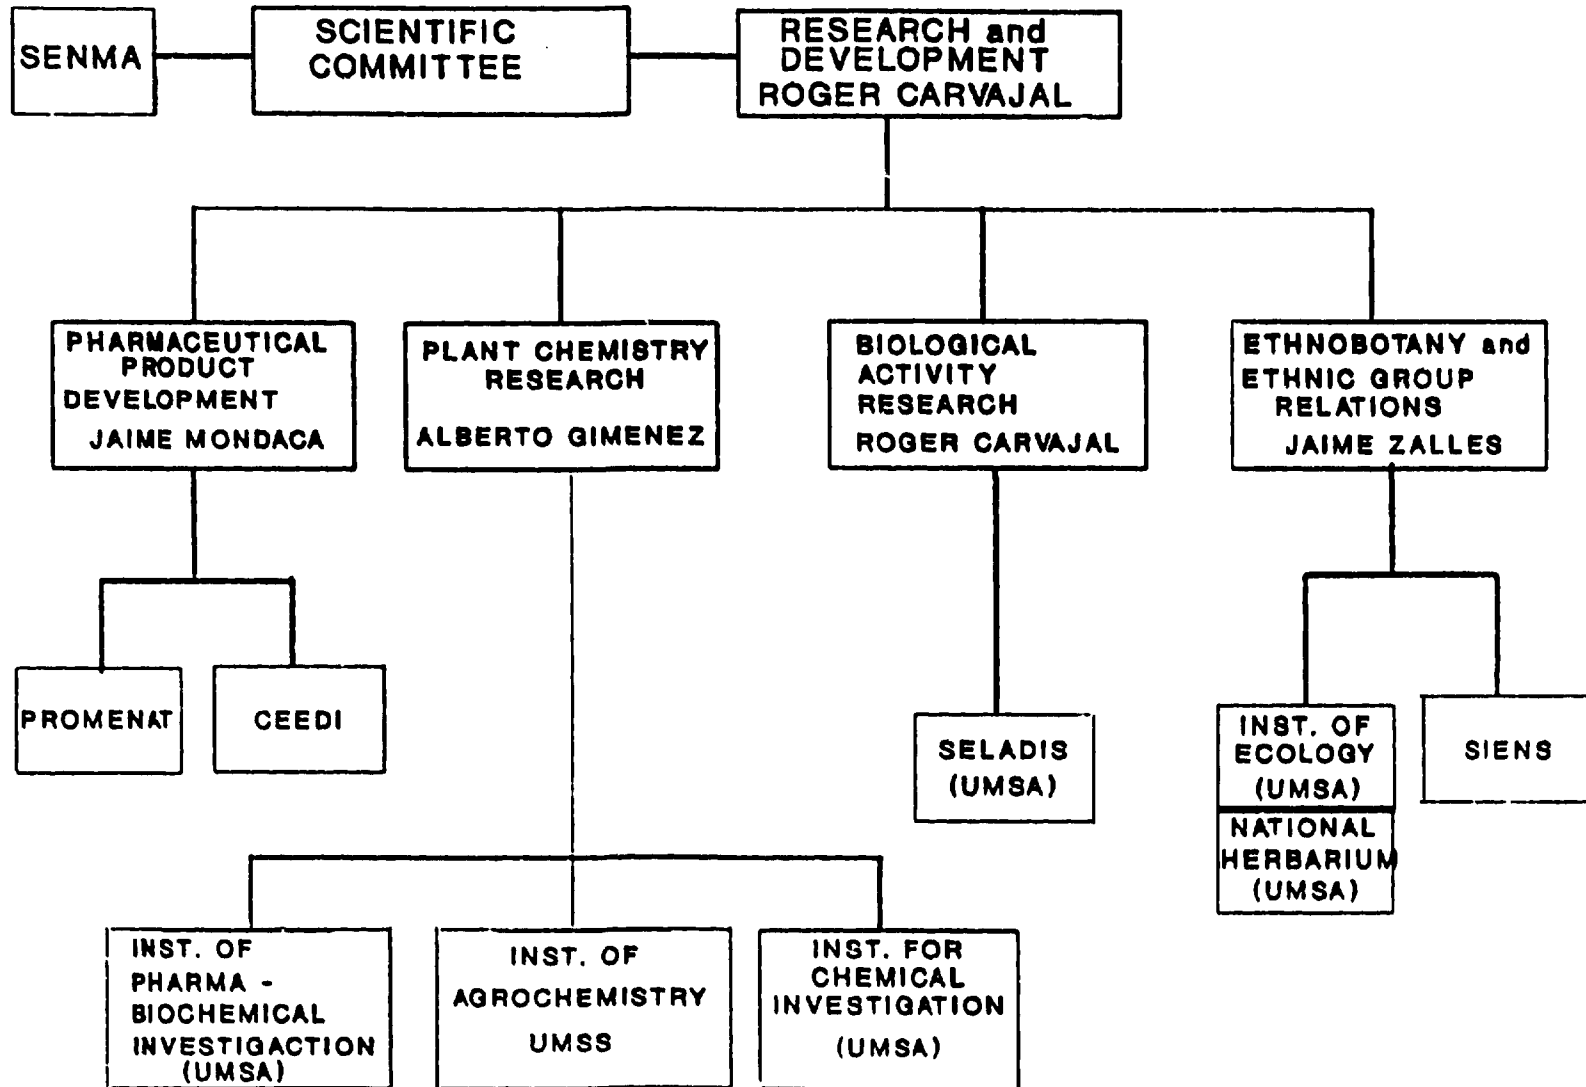 SENMA
SCIENTIFIC
COMMITTEE
RESEARCH and
DEVELOPMENT
ROGER CARVAJAL
PHARMACEUTICAL
PRODUCT
DEVELOPMENT
JAIME MONDACA
PLANT CHEMISTRY
RESEARCH
ALBERTO GIMENEZ
BIOLOGICAL
ACTIVITY
RESEARCH
ROGER CARVAJAL
ETHNOBOTANY and
ETHNIC GROUP
RELATIONS
JAIME ZALLES
PROMENAT
CEEDI
SELADIS
(UMSA)
INST. OF
ECOLOGY
(UMSA)
NATIONAL
HERBARIUM
(UMSA)
SIENS
INST. OF
PHARMA -
BIOCHEMICAL
INVESTIGACTION
(UMSA)
INST. OF
AGROCHEMISTRY
UMSS
INST. FOR
CHEMICAL
INVESTIGATION
(UMSA)